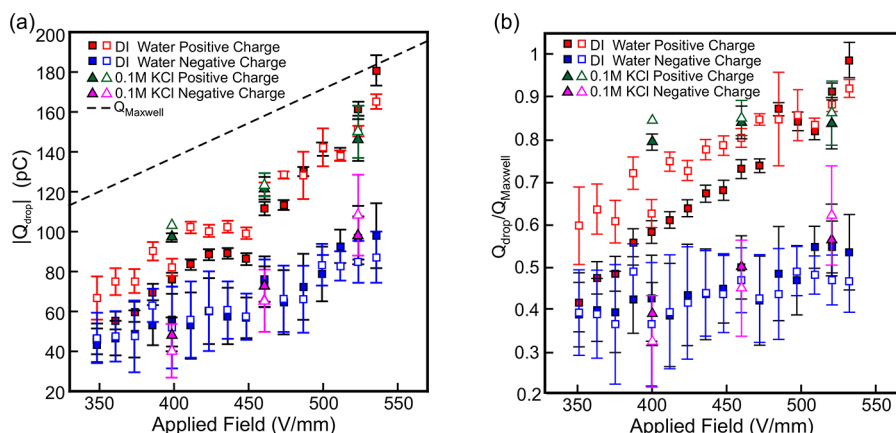 (a)
200
180
160
140
120
100
80
60
40
20
|Q_drop| (pC)
DI Water Positive Charge
DI Water Negative Charge
0.1M KCl Positive Charge
0.1M KCl Negative Charge
Q_Maxwell
350 400 450 500 550
Applied Field (V/mm)
(b)
1
0.9
0.8
0.7
0.6
0.5
0.4
0.3
0.2
Q_drop/Q_Maxwell
DI Water Positive Charge
DI Water Negative Charge
0.1M KCl Positive Charge
0.1M KCl Negative Charge
350 400 450 500 550
Applied Field (V/mm)